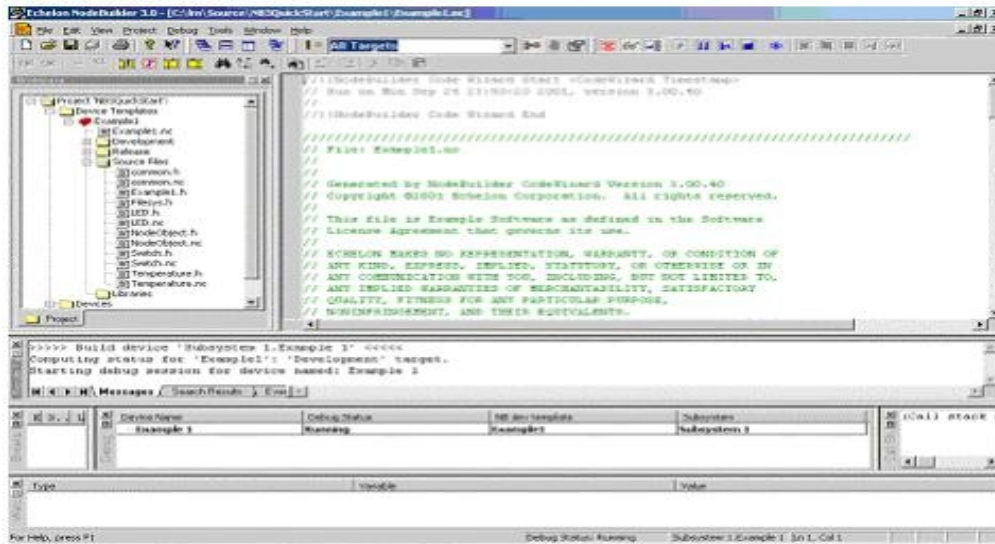 Echelon NodeBuilder 3.0 - [C:\lm\Source\NB3QuickStart\Example1\Example1.nc]
File Edit View Project Debug Tools Window Help
All Targets
Project 'NB3QuickStart'
Device Templates
Example1
Example1.nc
Development
Release
Source Files
common.h
common.nc
Example1.h
Filesys.h
LED.h
LED.nc
NodeObject.h
NodeObject.nc
Switch.h
Switch.nc
Temperature.h
Temperature.nc
Libraries
Devices
Project
//{{NodeBuilder Code Wizard Start <CodeWizard Timestamp>
// Run on Mon Sep 24 2001, version 3.00.40
//
//}}NodeBuilder Code Wizard End
////////////////////////////////////////////////////////////////////////////////
// File: Example1.nc
//
// Generated by NodeBuilder CodeWizard Version 3.00.40
// Copyright ©2001 Echelon Corporation. All rights reserved.
//
// This file is Example Software as defined in the Software
// License Agreement that governs its use.
//
// ECHELON MAKES NO REPRESENTATION, WARRANTY, OR CONDITION OF
// ANY KIND, EXPRESS, IMPLIED, STATUTORY, OR OTHERWISE OR IN
// ANY COMMUNICATION WITH YOU, INCLUDING, BUT NOT LIMITED TO,
// ANY IMPLIED WARRANTIES OF MERCHANTABILITY, SATISFACTORY
// QUALITY, FITNESS FOR ANY PARTICULAR PURPOSE,
// NONINFRINGEMENT, AND THEIR EQUIVALENTS.
>>>>> Build device 'Subsystem 1.Example 1' <<<<<
Computing status for 'Example1': 'Development' target.
Starting debug session for device named: Example 1
Messages Search Results
Device Name Debug Status NB dev template Subsystem
Example 1 Running Example1 Subsystem 1
Call stack
Type Variable Value
For Help, press F1 Debug Status: Running Subsystem 1.Example 1 Ln 1, Col 1